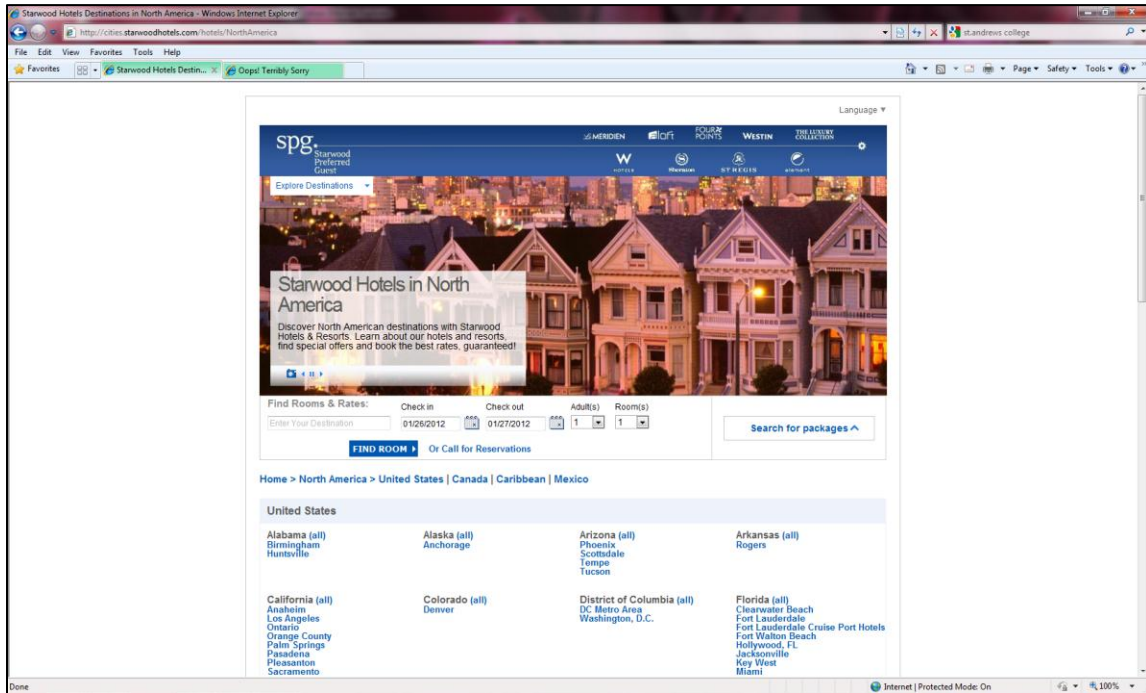 Starwood Hotels Destinations in North America - Windows Internet Explorer
http://cities.starwoodhotels.com/hotels/NorthAmerica
st.andrews college
File Edit View Favorites Tools Help
Favorites
Starwood Hotels Destin...
Oops! Terribly Sorry
Page
Safety
Tools
Language
spg.
Starwood
Preferred
Guest
LE MERIDIEN
aloft
FOUR POINTS
WESTIN
THE LUXURY COLLECTION
W HOTELS
Sheraton
ST REGIS
element
Explore Destinations
Starwood Hotels in North
America
Discover North American destinations with Starwood
Hotels & Resorts. Learn about our hotels and resorts,
find special offers and book the best rates, guaranteed!
Find Rooms & Rates:
Check in
Check out
Adult(s)
Room(s)
Enter Your Destination
01/26/2012
01/27/2012
1
1
Search for packages
FIND ROOM
Or Call for Reservations
Home > North America > United States | Canada | Caribbean | Mexico
United States
Alabama (all)
Birmingham
Huntsville
Alaska (all)
Anchorage
Arizona (all)
Phoenix
Scottsdale
Tempe
Tucson
Arkansas (all)
Rogers
California (all)
Anaheim
Los Angeles
Ontario
Orange County
Palm Springs
Pasadena
Pleasanton
Sacramento
Colorado (all)
Denver
District of Columbia (all)
DC Metro Area
Washington, D.C.
Florida (all)
Clearwater Beach
Fort Lauderdale
Fort Lauderdale Cruise Port Hotels
Fort Walton Beach
Hollywood, FL
Jacksonville
Key West
Miami
Done
Internet | Protected Mode: On
100%